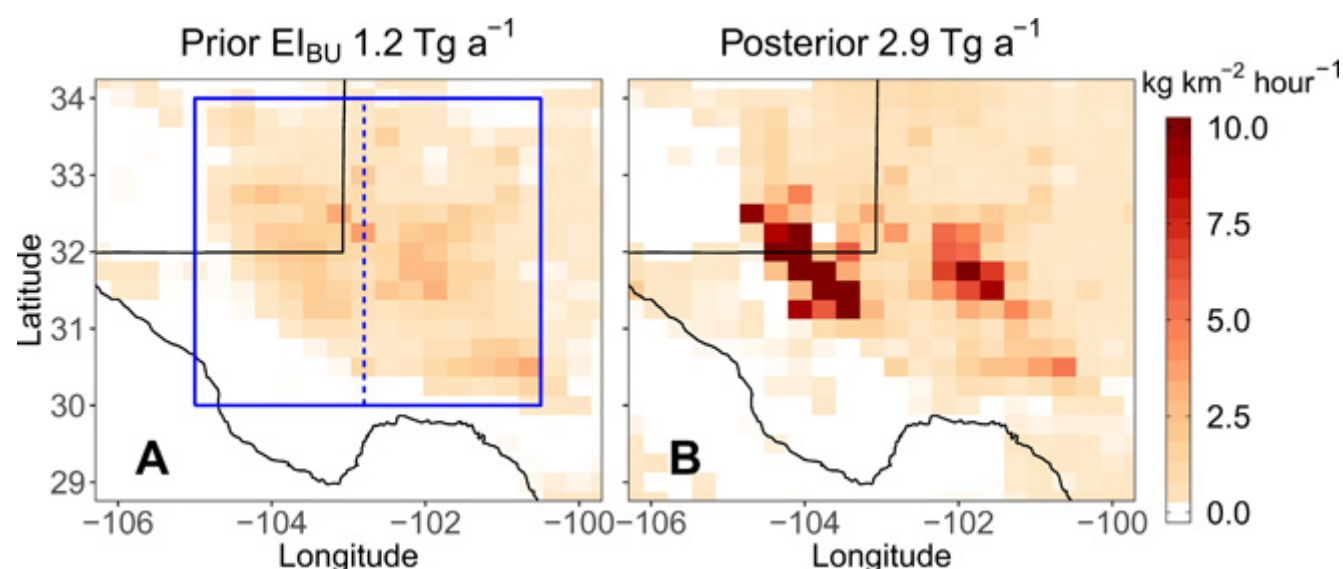 Prior EI_BU 1.2 Tg a⁻¹
Posterior 2.9 Tg a⁻¹
kg km⁻² hour⁻¹
34
33
32
31
30
29
Latitude
A
B
10.0
7.5
5.0
2.5
0.0
−106 −104 −102 −100
−106 −104 −102 −100
Longitude
Longitude